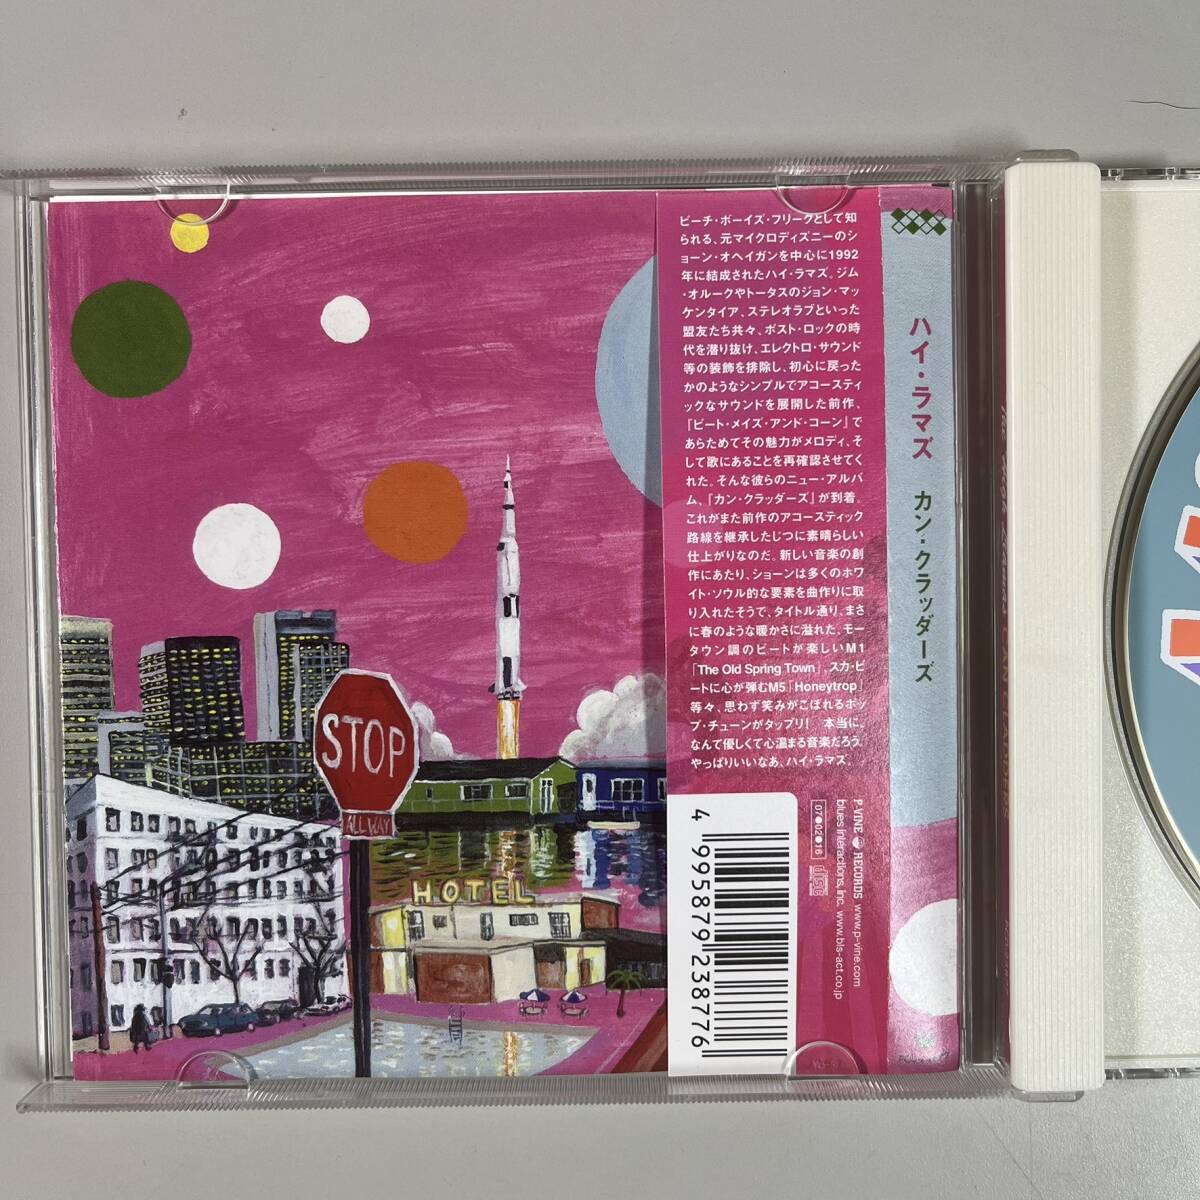 ビーチ・ボーイズ・フリークとして知
られる、元マイクロディズニーのシ
ョーン・オヘイガンを中心に1992
年に結成されたハイ・ラマズ。ジム
・オルークやトータスのジョン・マッ
ケンタイア、ステレオラブといった
盟友たち共々、ポスト・ロックの時
代を潜り抜け、エレクトロ・サウンド
等の装飾を排除し、初心に戻った
かのようなシンプルでアコースティ
ックなサウンドを展開した前作、
『ビート・メイズ・アンド・コーン』で
あらためてその魅力がメロディ、そ
して歌にあることを再確認させてく
れた。そんな彼らのニュー・アルバ
ム、『カン・クラッダーズ』が到着。
これがまた前作のアコースティック
路線を継承したじつに素晴らしい
仕上がりなのだ。新しい音楽の創
作にあたり、ショーンは多くのホワ
イト・ソウル的な要素を曲作りに取
り入れたそうで、タイトル通り、まさ
に春のような暖かさに溢れた、モー
タウン調のビートが楽しいM1
「The Old Spring Town」、スカ・ビ
ートに心が弾むM5「Honeytrop」
等々、思わず笑みがこぼれるポッ
プ・チューンがタップリ！ 本当に、
なんて優しくて心温まる音楽だろう。
やっぱりいいなあ、ハイ・ラマズ。
ハイ・ラマズ カン・クラッダーズ
STOP
ALL WAY
HOTEL
4 995879 238776
P-VINE RECORDS www.p-vine.com
blues interactions, inc. www.bls-act.co.jp
07●02●16
disc
The High Llamas CAN CLADDERS